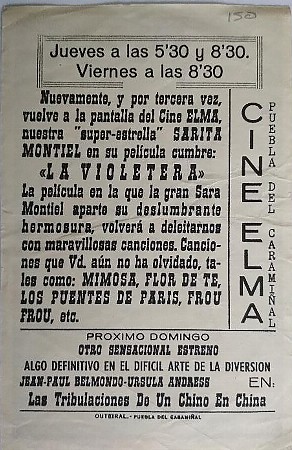 150
Jueves a las 5'30 y 8'30.
Viernes a las 8'30
Nuevamente, y por tercera vez,
vuelve a la pantalla del Cine ELMA,
nuestra "super-estrella" SARITA
MONTIEL en su película cumbre:
«LA VIOLETERA»
La película en la que la gran Sara
Montiel aparte su deslumbrante
hermosura, volverá a deleitarnos
con maravillosas canciones. Cancio-
nes que Vd. aún no ha olvidado, ta-
les como: MIMOSA, FLOR DE TE,
LOS PUENTES DE PARIS, FROU
FROU, etc.
CINE ELMA
PUEBLA DEL CARAMIÑAL
PROXIMO DOMINGO
OTRO SENSACIONAL ESTRENO
ALGO DEFINITIVO EN EL DIFICIL ARTE DE LA DIVERSION
JEAN-PAUL BELMONDO-URSULA ANDRESS EN:
Las Tribulaciones De Un Chino En China
OUTEIRAL.- PUEBLA DEL CARAMIÑAL